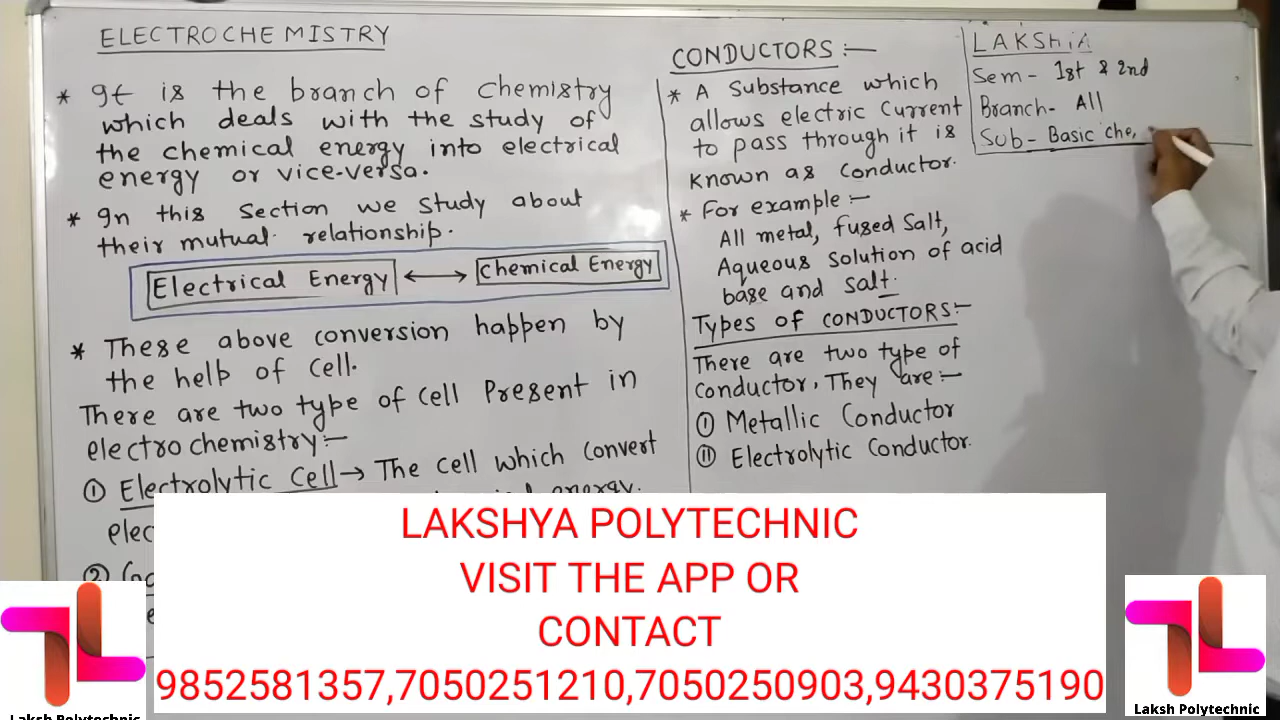 ELECTROCHEMISTRY
* It is the branch of chemistry
which deals with the study of
the chemical energy into electrical
energy or vice-versa.
* In this section we study about
their mutual relationship.
Electrical Energy ↔ Chemical Energy
* These above conversion happen by
the help of cell.
There are two type of cell Present in
electrochemistry:-
① Electrolytic Cell → The cell which convert
energy.
elec
②
CONDUCTORS :-
* A Substance which
allows electric current
to pass through it is
known as conductor.
* For example :-
All metal, fused salt,
Aqueous solution of acid
base and salt.
Types of CONDUCTORS:-
There are two type of
conductor. They are:-
Ⓘ Metallic Conductor
Ⓘⓘ Electrolytic Conductor.
LAKSHYA
Sem - 1st & 2nd
Branch- All
Sub - Basic che
LAKSHYA POLYTECHNIC
VISIT THE APP OR
CONTACT
9852581357,7050251210,7050250903,9430375190
Laksh Polytechnic
Laksh Polytechnic